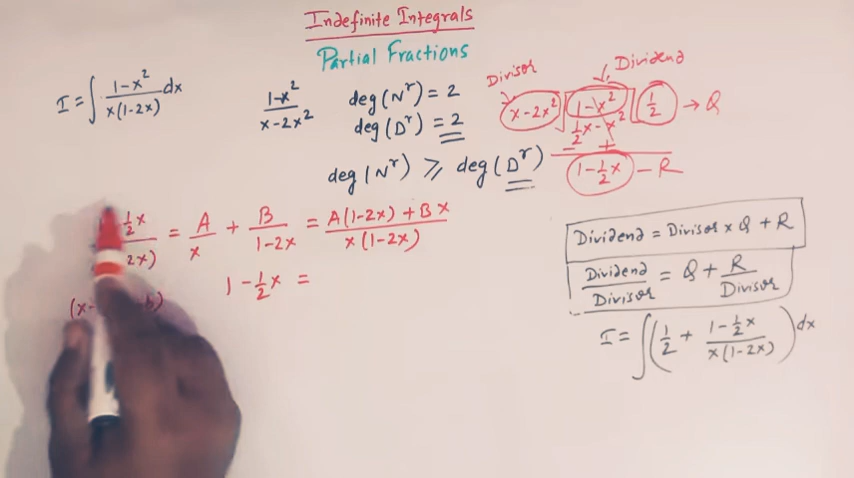 Indefinite Integrals
Partial Fractions
I = ∫ (1-x²)/(x(1-2x)) dx
(1-x²)/(x-2x²)
deg(Nʳ) = 2
deg(Dʳ) = 2
deg(Nʳ) ⩾ deg(Dʳ)
Divisor
Dividend
x-2x² 1-x² 1/2 → Q
1/2x - x²
- +
1-1/2x - R
1/2x / 2x) = A/x + B/(1-2x) = (A(1-2x) + Bx)/(x(1-2x))
1 - 1/2x =
(x- b)
Dividend = Divisor x Q + R
Dividend/Divisor = Q + R/Divisor
I = ∫(1/2 + (1-1/2x)/(x(1-2x))) dx